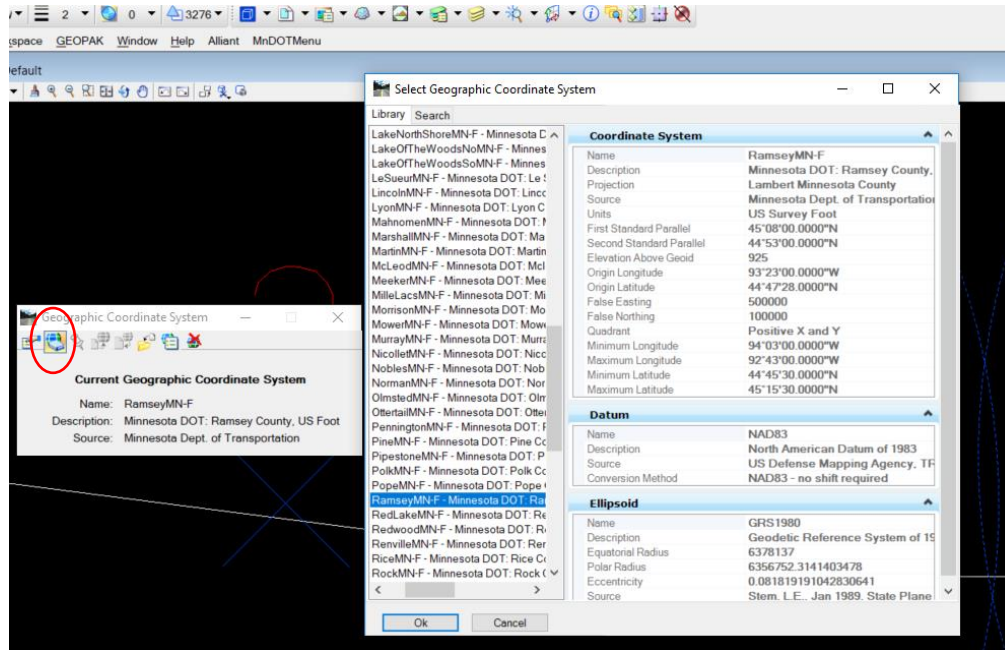 2 0 3276
GEOPAK Window Help Alliant MnDOTMenu
Select Geographic Coordinate System
Library Search
LakeNorthShoreMN-F - Minnesota D
LakeOfTheWoodsNoMN-F - Minnes
LakeOfTheWoodsSoMN-F - Minnes
LeSueurMN-F - Minnesota DOT: Le S
LincolnMN-F - Minnesota DOT: Linco
LyonMN-F - Minnesota DOT: Lyon C
MahnomenMN-F - Minnesota DOT: M
MarshallMN-F - Minnesota DOT: Ma
MartinMN-F - Minnesota DOT: Martin
McLeodMN-F - Minnesota DOT: McL
MeekerMN-F - Minnesota DOT: Mee
MilleLacsMN-F - Minnesota DOT: Mi
MorrisonMN-F - Minnesota DOT: Mo
MowerMN-F - Minnesota DOT: Mowe
MurrayMN-F - Minnesota DOT: Murra
NicolletMN-F - Minnesota DOT: Nicc
NoblesMN-F - Minnesota DOT: Nob
NormanMN-F - Minnesota DOT: Nor
OlmstedMN-F - Minnesota DOT: Olm
OttertailMN-F - Minnesota DOT: Otter
PenningtonMN-F - Minnesota DOT: P
PineMN-F - Minnesota DOT: Pine Co
PipestoneMN-F - Minnesota DOT: P
PolkMN-F - Minnesota DOT: Polk Co
PopeMN-F - Minnesota DOT: Pope
RamseyMN-F - Minnesota DOT: Ra
RedLakeMN-F - Minnesota DOT: Re
RedwoodMN-F - Minnesota DOT: R
RenvilleMN-F - Minnesota DOT: Rer
RiceMN-F - Minnesota DOT: Rice Co
RockMN-F - Minnesota DOT: Rock
Coordinate System
Name RamseyMN-F
Description Minnesota DOT: Ramsey County,
Projection Lambert Minnesota County
Source Minnesota Dept. of Transportation
Units US Survey Foot
First Standard Parallel 45°08'00.0000"N
Second Standard Parallel 44°53'00.0000"N
Elevation Above Geoid 925
Origin Longitude 93°23'00.0000"W
Origin Latitude 44°47'28.0000"N
False Easting 500000
False Northing 100000
Quadrant Positive X and Y
Minimum Longitude 94°03'00.0000"W
Maximum Longitude 92°43'00.0000"W
Minimum Latitude 44°45'30.0000"N
Maximum Latitude 45°15'30.0000"N
Datum
Name NAD83
Description North American Datum of 1983
Source US Defense Mapping Agency, TR
Conversion Method NAD83 - no shift required
Ellipsoid
Name GRS1980
Description Geodetic Reference System of 19
Equatorial Radius 6378137
Polar Radius 6356752.3141403478
Eccentricity 0.081819191042830641
Source Stem, L.E., Jan 1989, State Plane
Ok Cancel
Geographic Coordinate System
Current Geographic Coordinate System
Name: RamseyMN-F
Description: Minnesota DOT: Ramsey County, US Foot
Source: Minnesota Dept. of Transportation